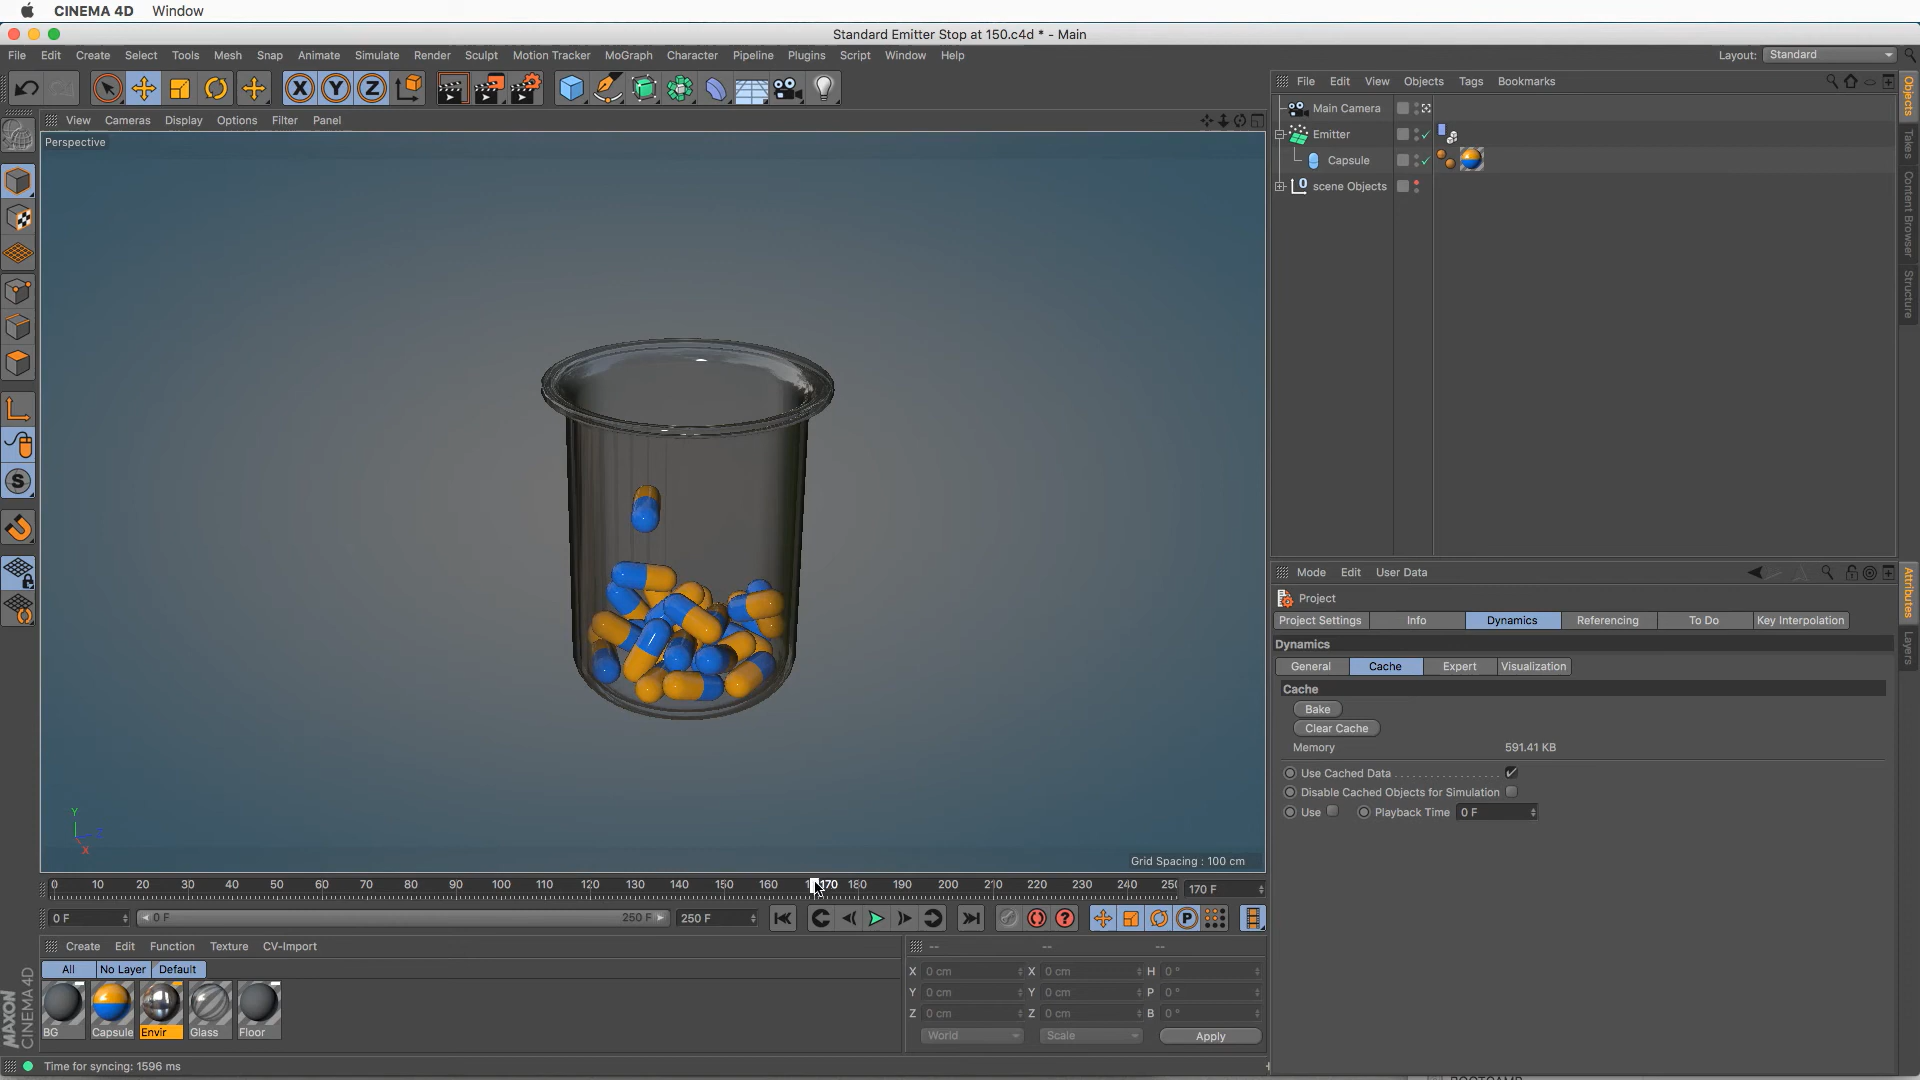 CINEMA 4D Window
Standard Emitter Stop at 150.c4d * - Main
File Edit Create Select Tools Mesh Snap Animate Simulate Render Sculpt Motion Tracker MoGraph Character Pipeline Plugins Script Window Help
Layout: Standard
X Y Z
File Edit View Objects Tags Bookmarks
View Cameras Display Options Filter Panel
Perspective
Main Camera
Emitter
Capsule
scene Objects
Objects
Takes
Content Browser
Structure
Mode Edit User Data
Project
Project Settings Info Dynamics Referencing To Do Key Interpolation
Dynamics
General Cache Expert Visualization
Cache
Bake
Clear Cache
Memory 591.41 KB
Use Cached Data
Disable Cached Objects for Simulation
Use Playback Time 0 F
Attributes
Layers
Y
X
Grid Spacing : 100 cm
0 10 20 30 40 50 60 70 80 90 100 110 120 130 140 150 160 170 180 190 200 210 220 230 240 170 F
0 F 0 F 250 F 250 F
Create Edit Function Texture CV-Import
All No Layer Default
BG Capsule Envir Glass Floor
-- -- --
X 0 cm X 0 cm H 0 °
Y 0 cm Y 0 cm P 0 °
Z 0 cm Z 0 cm B 0 °
World Scale Apply
MAXON
CINEMA 4D
Time for syncing: 1596 ms